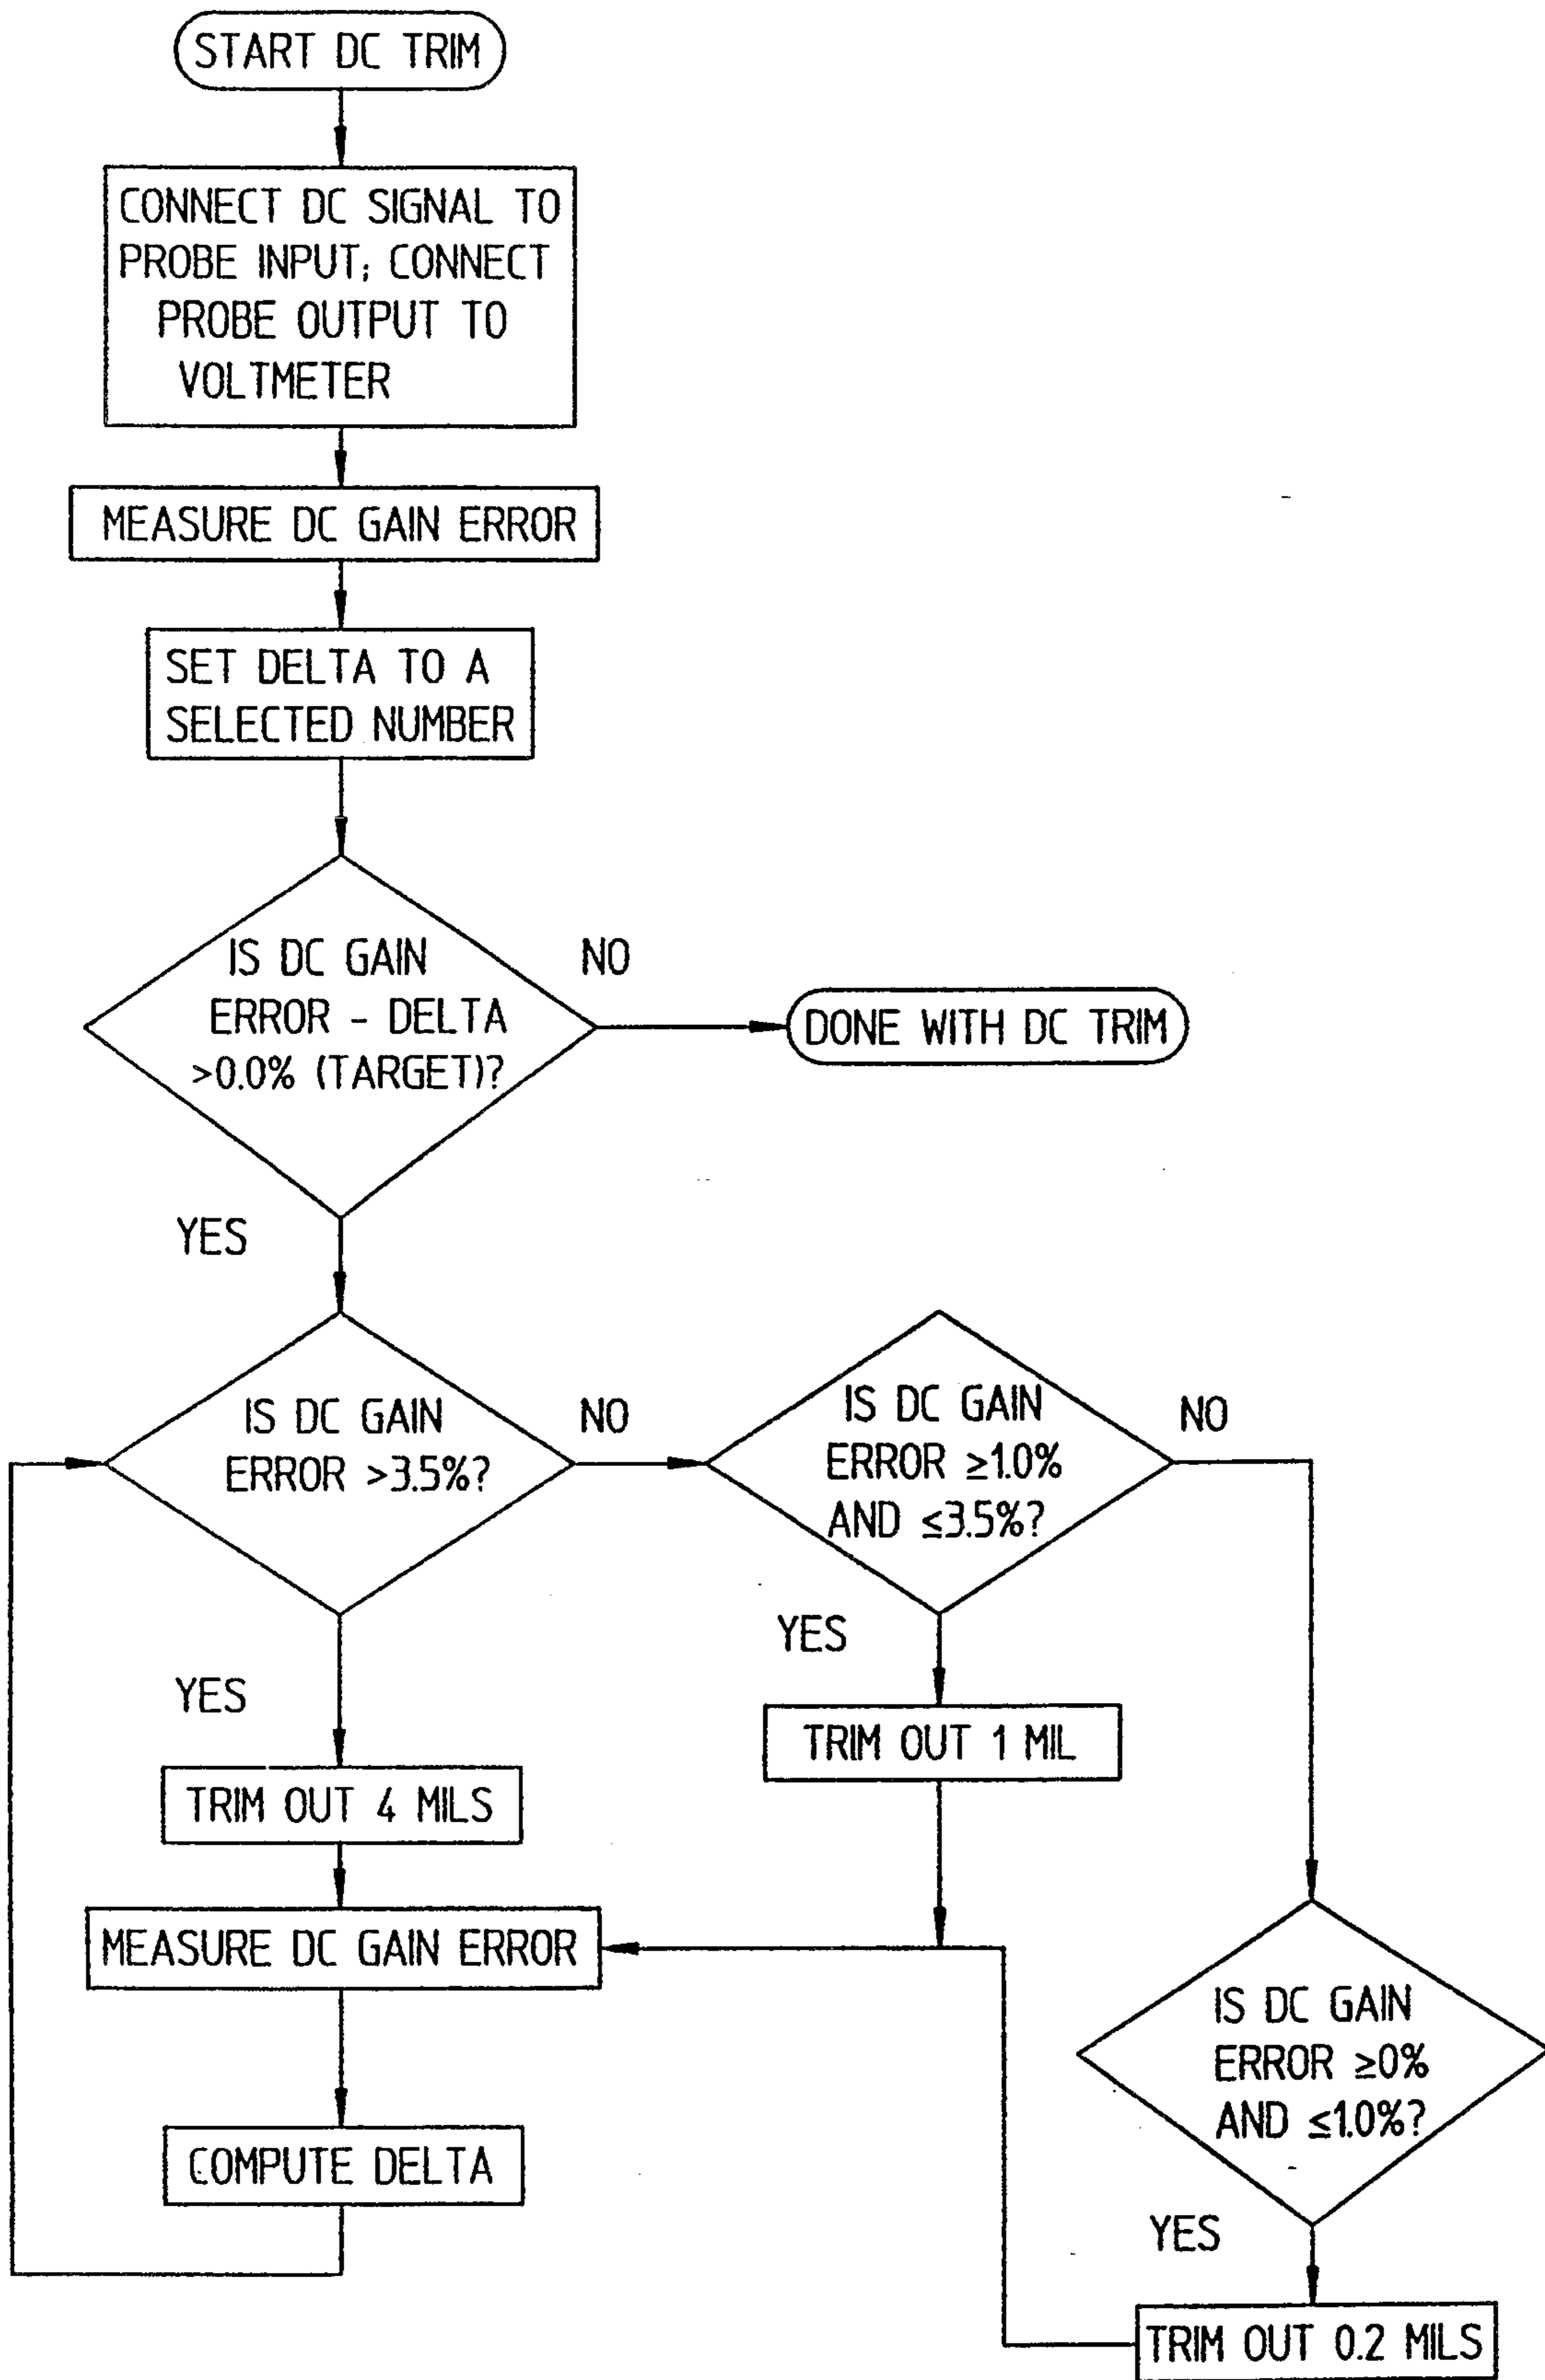 START DC TRIM
CONNECT DC SIGNAL TO
PROBE INPUT; CONNECT
PROBE OUTPUT TO
VOLTMETER
MEASURE DC GAIN ERROR
SET DELTA TO A
SELECTED NUMBER
IS DC GAIN
ERROR - DELTA
>0.0% (TARGET)?
NO
DONE WITH DC TRIM
YES
IS DC GAIN
ERROR >3.5%?
NO
IS DC GAIN
ERROR ≥1.0%
AND ≤3.5%?
NO
YES
TRIM OUT 1 MIL
YES
TRIM OUT 4 MILS
MEASURE DC GAIN ERROR
COMPUTE DELTA
IS DC GAIN
ERROR ≥0%
AND ≤1.0%?
YES
TRIM OUT 0.2 MILS